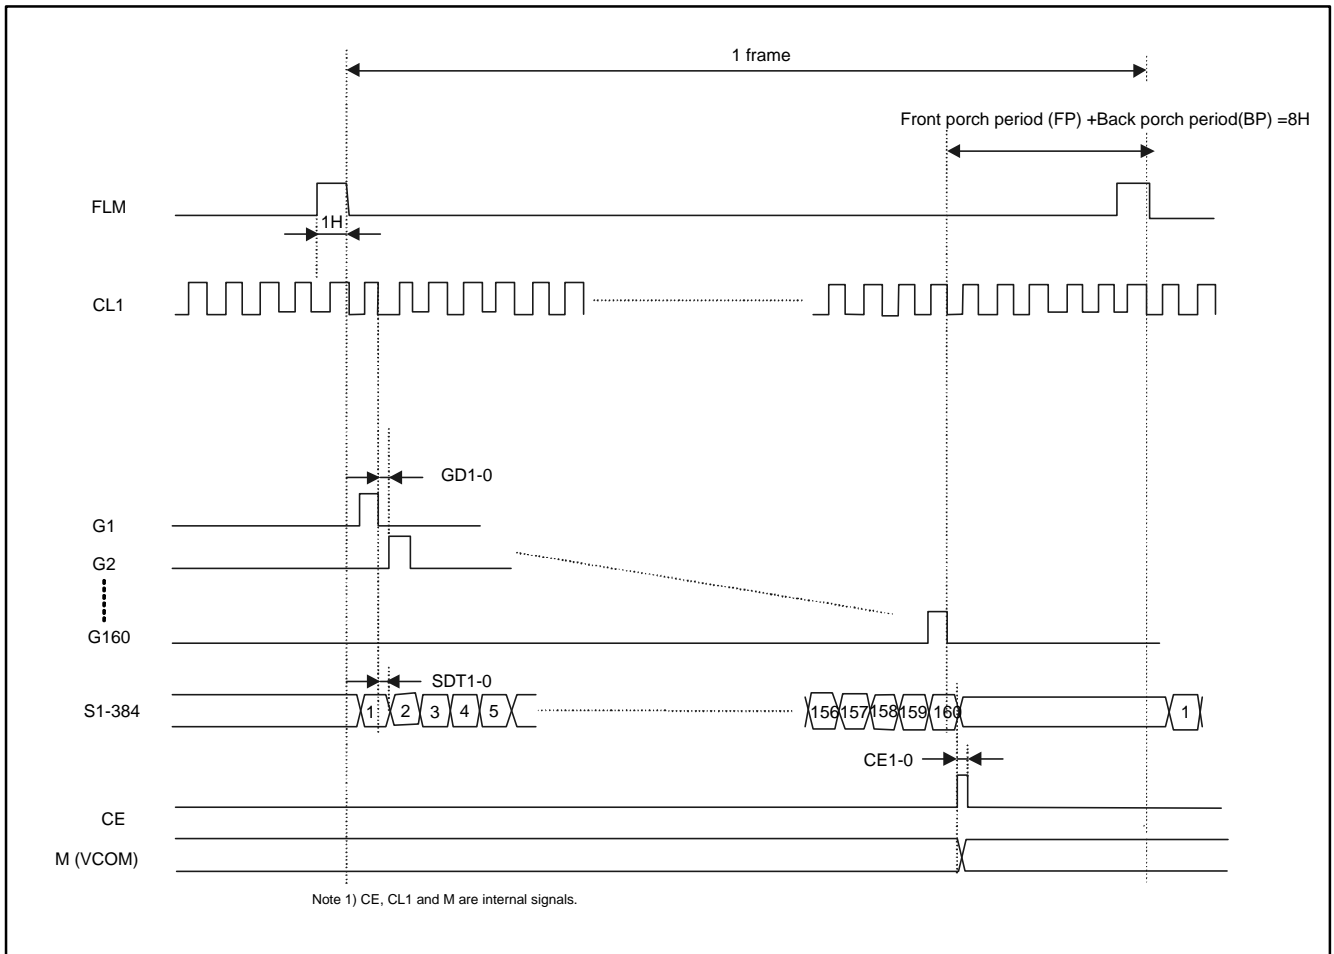 1 frame
Front porch period (FP) +Back porch period(BP) =8H
FLM
1H
CL1
GD1-0
G1
G2
G160
SDT1-0
S1-384
1 2 3 4 5 156 157 158 159 160 1
CE1-0
CE
M (VCOM)
Note 1) CE, CL1 and M are internal signals.